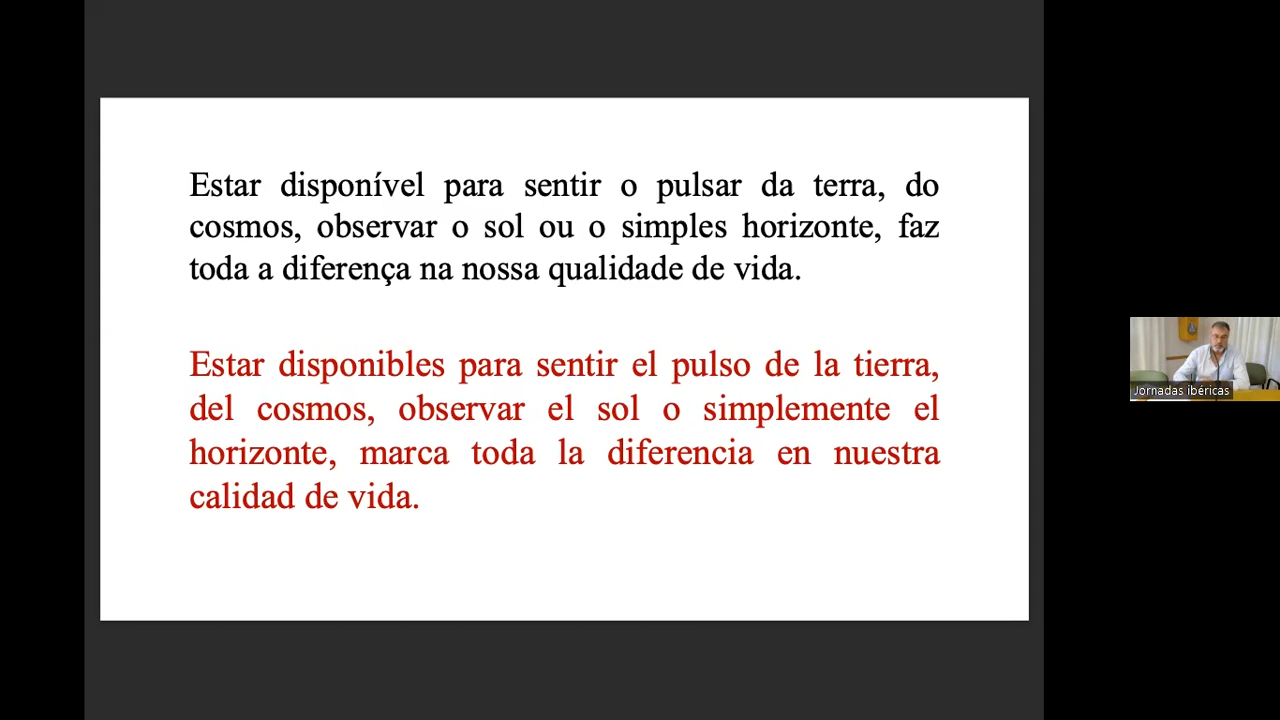 Estar disponível para sentir o pulsar da terra, do
cosmos, observar o sol ou o simples horizonte, faz
toda a diferença na nossa qualidade de vida.
Estar disponibles para sentir el pulso de la tierra,
del cosmos, observar el sol o simplemente el
horizonte, marca toda la diferencia en nuestra
calidad de vida.
Jornadas ibéricas